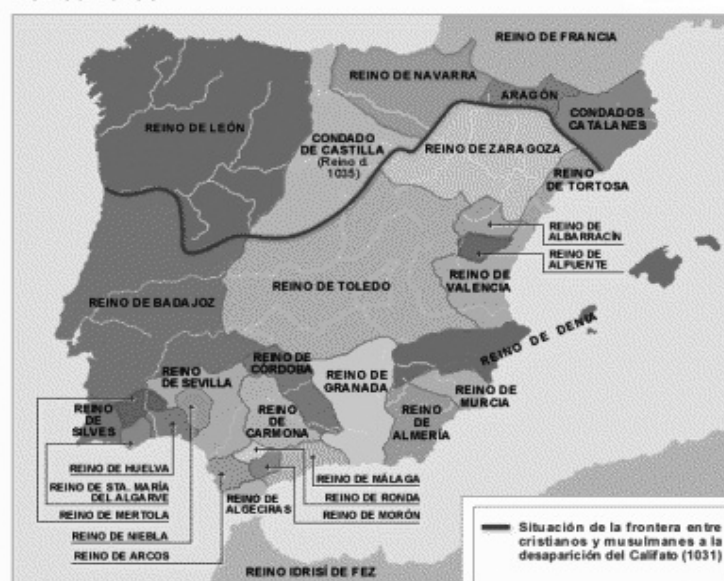 REINO DE FRANCIA
REINO DE NAVARRA
ARAGÓN
CONDADOS
CATALANES
REINO DE LEÓN
CONDADO
DE CASTILLA
(Reino d.
1035)
REINO DE ZARAGOZA
REINO
DE TORTOSA
REINO DE
ALBARRACÍN
REINO DE
ALPUENTE
REINO DE
VALENCIA
REINO DE TOLEDO
REINO DE BADAJOZ
REINO DE DENIA
REINO DE
CÓRDOBA
REINO
DE SEVILLA
REINO DE
GRANADA
REINO DE
MURCIA
REINO
DE
SILVES
REINO
DE
CARMONA
REINO
DE
ALMERÍA
REINO DE HUELVA
REINO DE STA. MARÍA
DEL ALGARVE
REINO DE MERTOLA
REINO DE NIEBLA
REINO DE ARCOS
REINO DE
ALGECIRAS
REINO DE MÁLAGA
REINO DE RONDA
REINO DE MORÓN
REINO IDRISÍ DE FEZ
Situación de la frontera entre
cristianos y musulmanes a la
desaparición del Califato (1031)